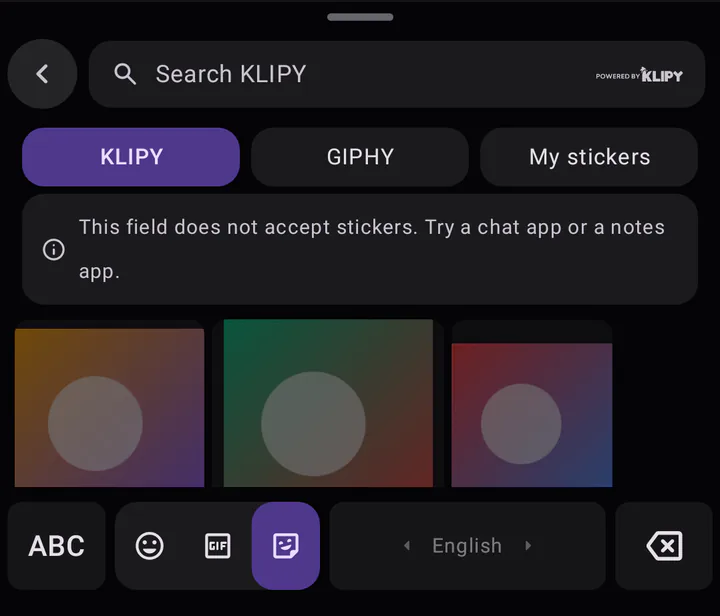 Search KLIPY
POWERED BY KLIPY
KLIPY
GIPHY
My stickers
This field does not accept stickers. Try a chat app or a notes
app.
ABC
GIF
English